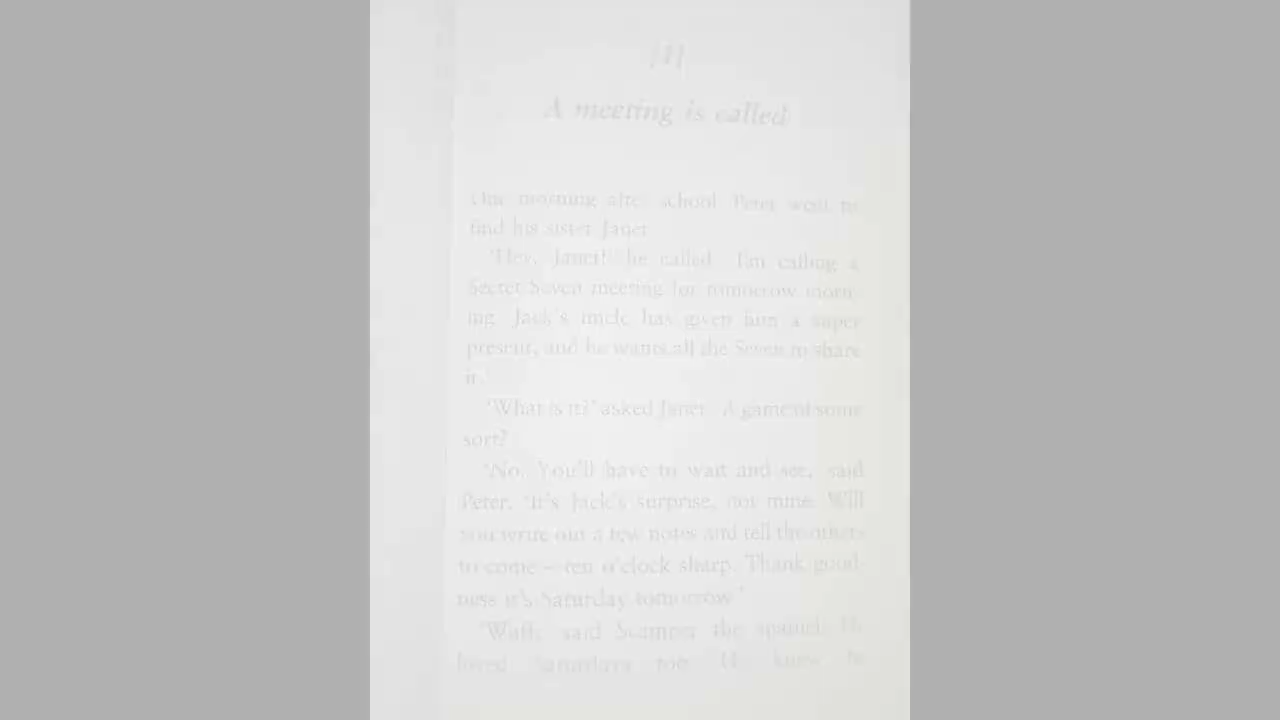 [1]
A meeting is called
One morning after school Peter went to
find his sister Janet.
'Hey, Janet!' he called. 'I'm calling a
Secret Seven meeting for tomorrow morn-
ing. Jack's uncle has given him a super
present, and he wants all the Seven to share
it.'
'What is it?' asked Janet. 'A game of some
sort?'
'No. You'll have to wait and see,' said
Peter. 'It's Jack's surprise, not mine. Will
you write out a few notes and tell the others
to come – ten o'clock sharp. Thank good-
ness it's Saturday tomorrow.'
'Wuff,' said Scamper the spaniel. He
loved Saturdays too. He knew